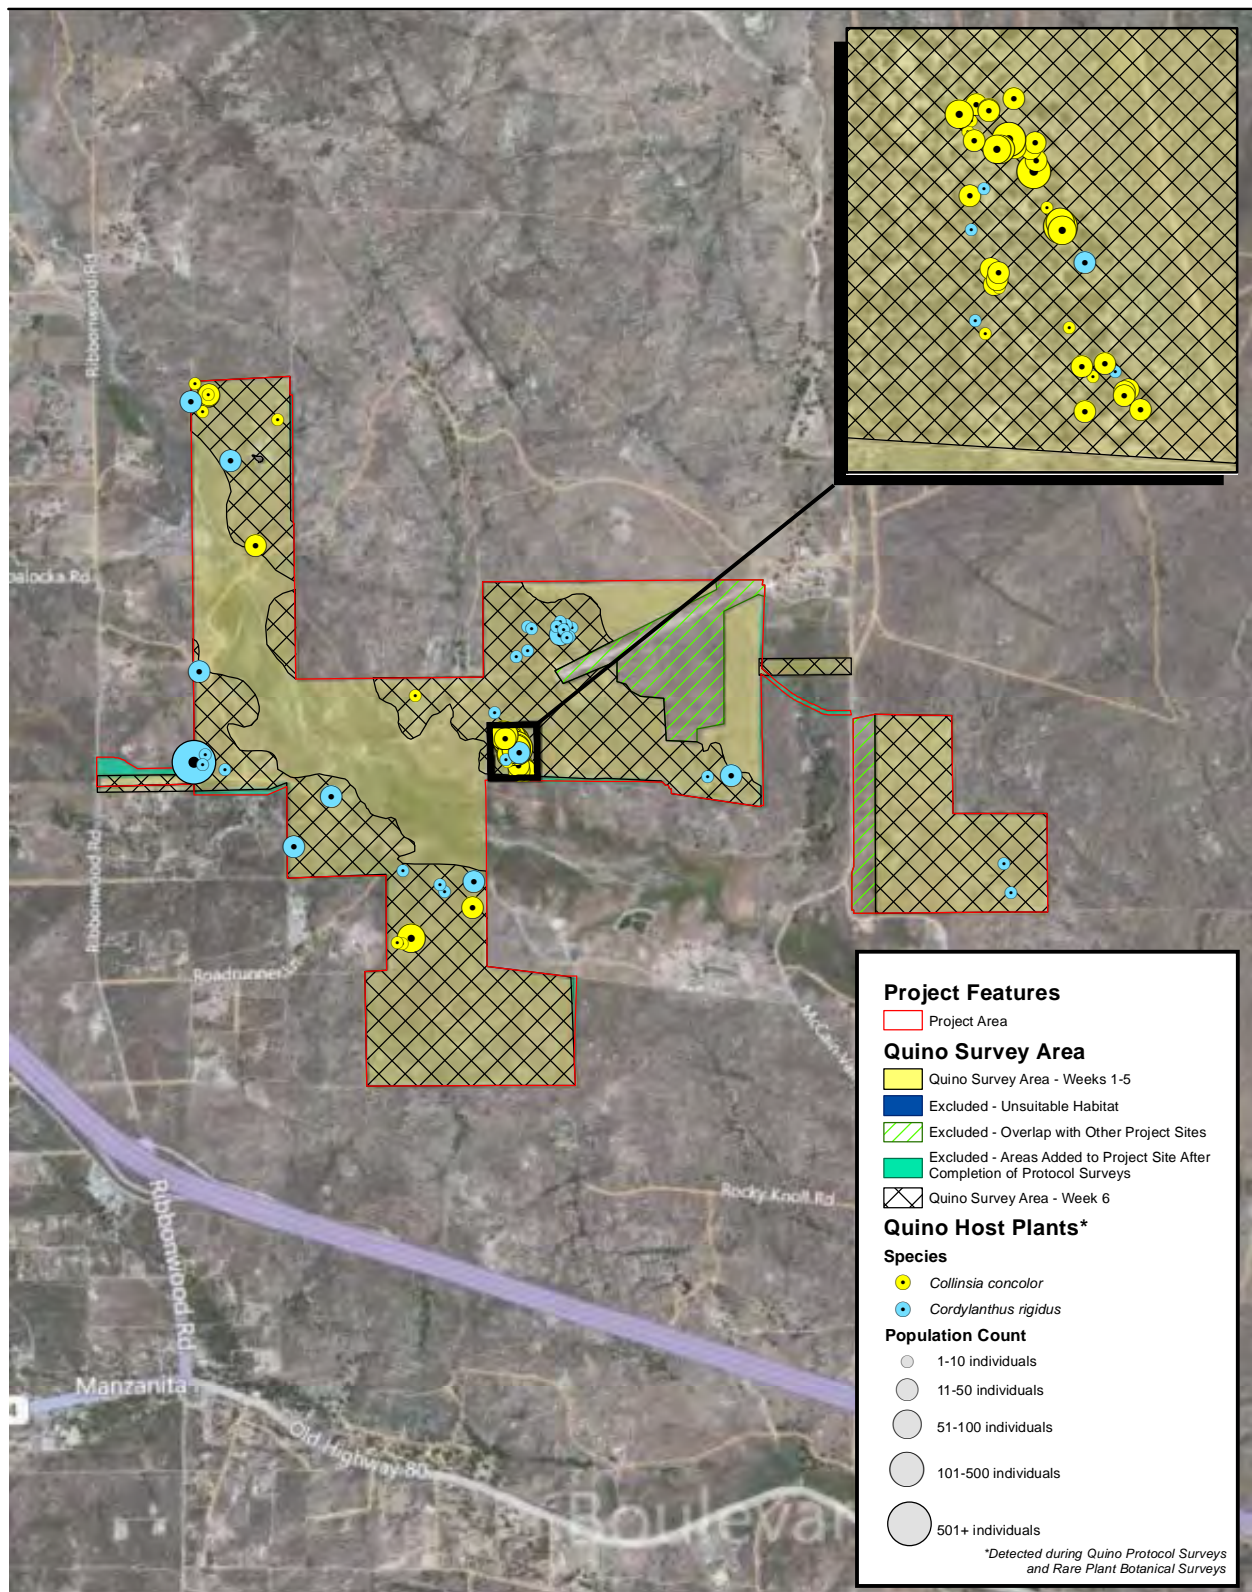 Ribbonwood Rd
palocka Rd
Ribbonwood Rd
Roadrunner Ln
McCain Va
Rocky Knoll Rd
Ribbonwood Rd
Manzanita
Old Highway 80
Boulevar
Project Features
Project Area
Quino Survey Area
Quino Survey Area - Weeks 1-5
Excluded - Unsuitable Habitat
Excluded - Overlap with Other Project Sites
Excluded - Areas Added to Project Site After
Completion of Protocol Surveys
Quino Survey Area - Week 6
Quino Host Plants*
Species
Collinsia concolor
Cordylanthus rigidus
Population Count
1-10 individuals
11-50 individuals
51-100 individuals
101-500 individuals
501+ individuals
*Detected during Quino Protocol Surveys
and Rare Plant Botanical Surveys